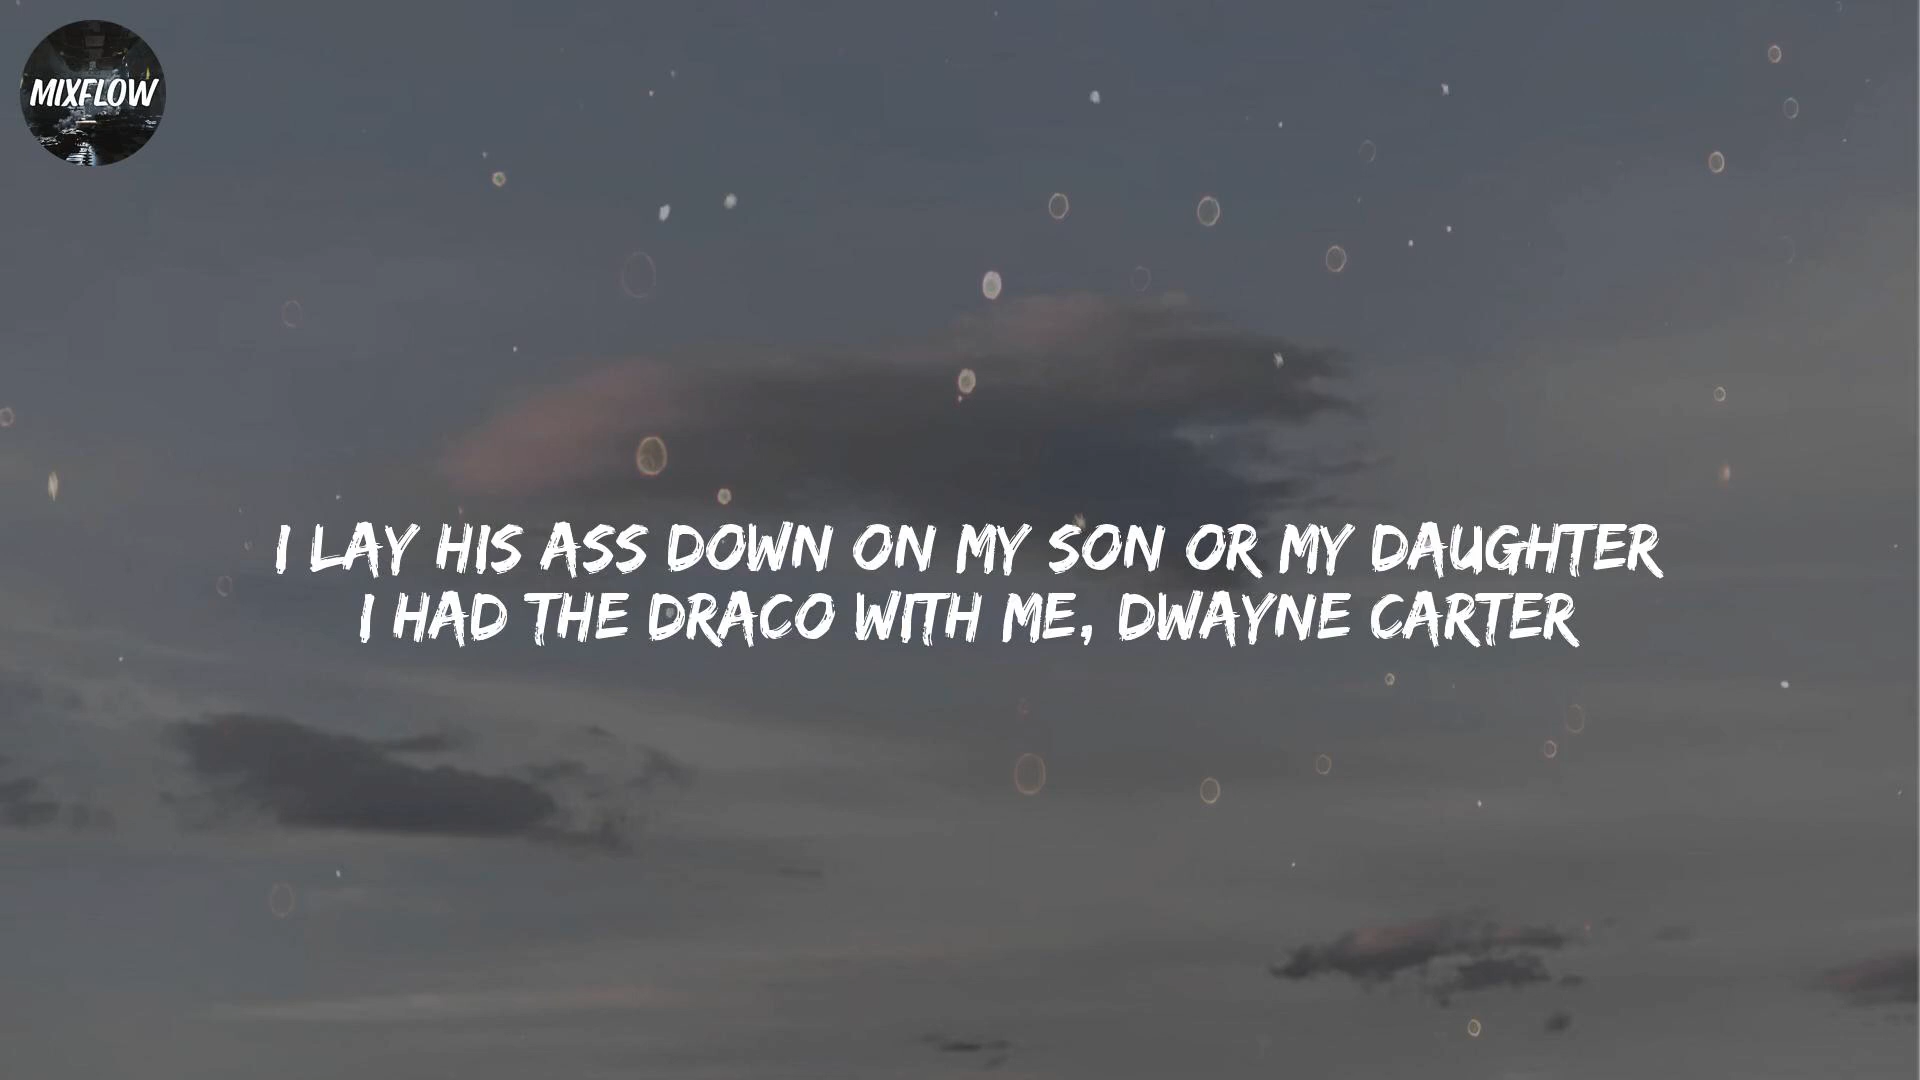 MIXFLOW
I LAY HIS ASS DOWN ON MY SON OR MY DAUGHTER
I HAD THE DRACO WITH ME, DWAYNE CARTER